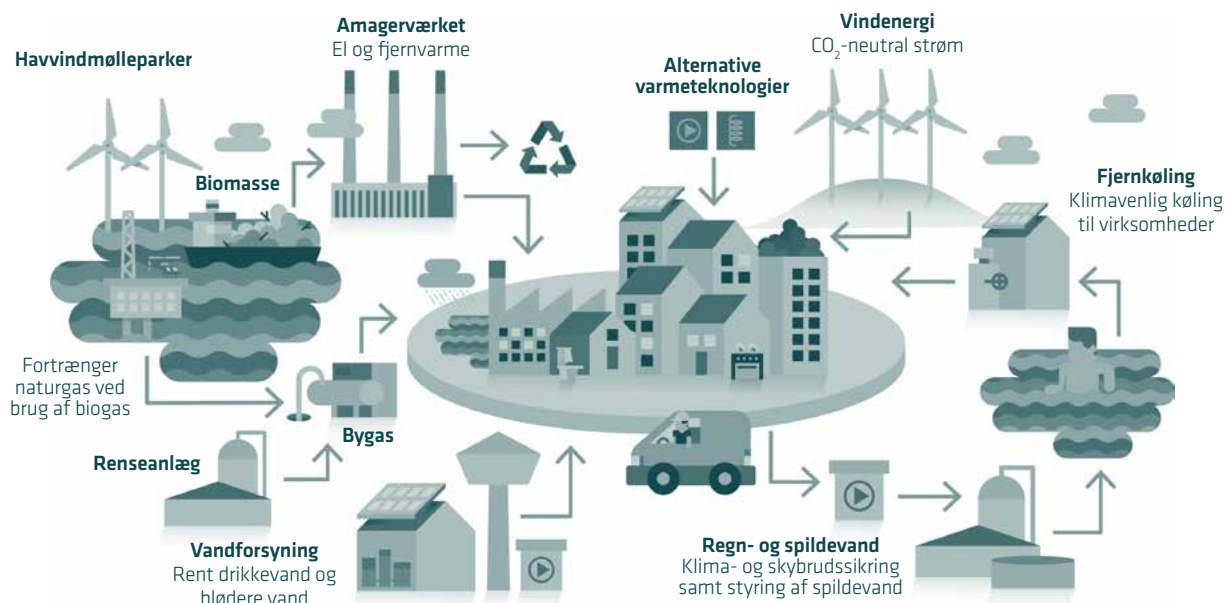 Havvindmølleparker
Amagerværket
El og fjernvarme
Alternative
varmeteknologier
Vindenergi
CO₂-neutral strøm
Biomasse
Fjernkøling
Klimavenlig køling
til virksomheder
Fortrænger
naturgas ved
brug af biogas
Bygas
Renseanlæg
Vandforsyning
Rent drikkevand og
blødere vand
Regn- og spildevand
Klima- og skybrudssikring
samt styring af spildevand